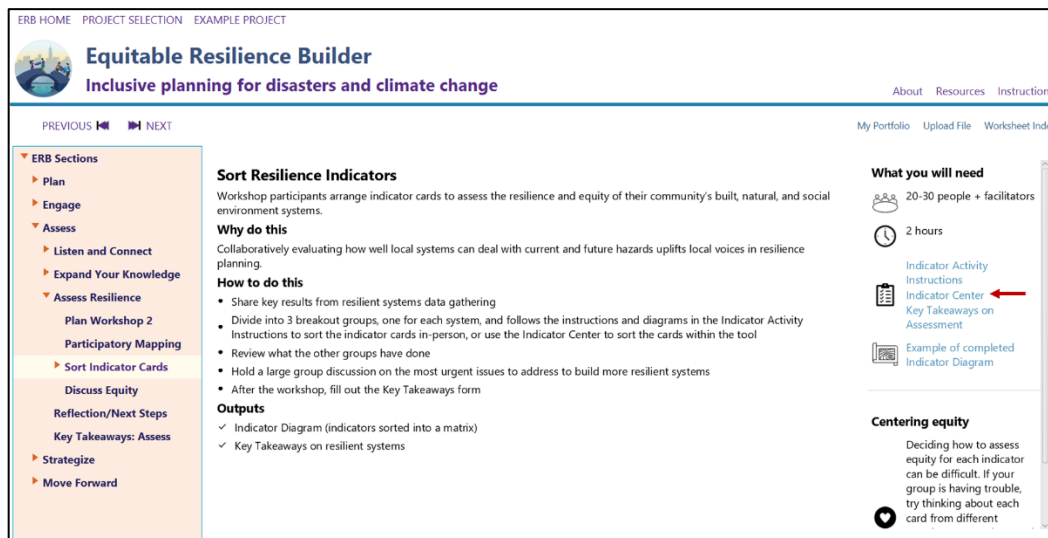 ERB HOME PROJECT SELECTION EXAMPLE PROJECT
Equitable Resilience Builder
Inclusive planning for disasters and climate change
About Resources Instruction
PREVIOUS NEXT
My Portfolio Upload File Worksheet Inde
ERB Sections
Plan
Engage
Assess
Listen and Connect
Expand Your Knowledge
Assess Resilience
Plan Workshop 2
Participatory Mapping
Sort Indicator Cards
Discuss Equity
Reflection/Next Steps
Key Takeaways: Assess
Strategize
Move Forward
Sort Resilience Indicators
Workshop participants arrange indicator cards to assess the resilience and equity of their community's built, natural, and social
environment systems.
Why do this
Collaboratively evaluating how well local systems can deal with current and future hazards uplifts local voices in resilience
planning.
How to do this
• Share key results from resilient systems data gathering
• Divide into 3 breakout groups, one for each system, and follows the instructions and diagrams in the Indicator Activity
Instructions to sort the indicator cards in-person, or use the Indicator Center to sort the cards within the tool
• Review what the other groups have done
• Hold a large group discussion on the most urgent issues to address to build more resilient systems
• After the workshop, fill out the Key Takeaways form
Outputs
✓ Indicator Diagram (indicators sorted into a matrix)
✓ Key Takeaways on resilient systems
What you will need
20-30 people + facilitators
2 hours
Indicator Activity
Instructions
Indicator Center
Key Takeaways on
Assessment
Example of completed
Indicator Diagram
Centering equity
Deciding how to assess
equity for each indicator
can be difficult. If your
group is having trouble,
try thinking about each
card from different